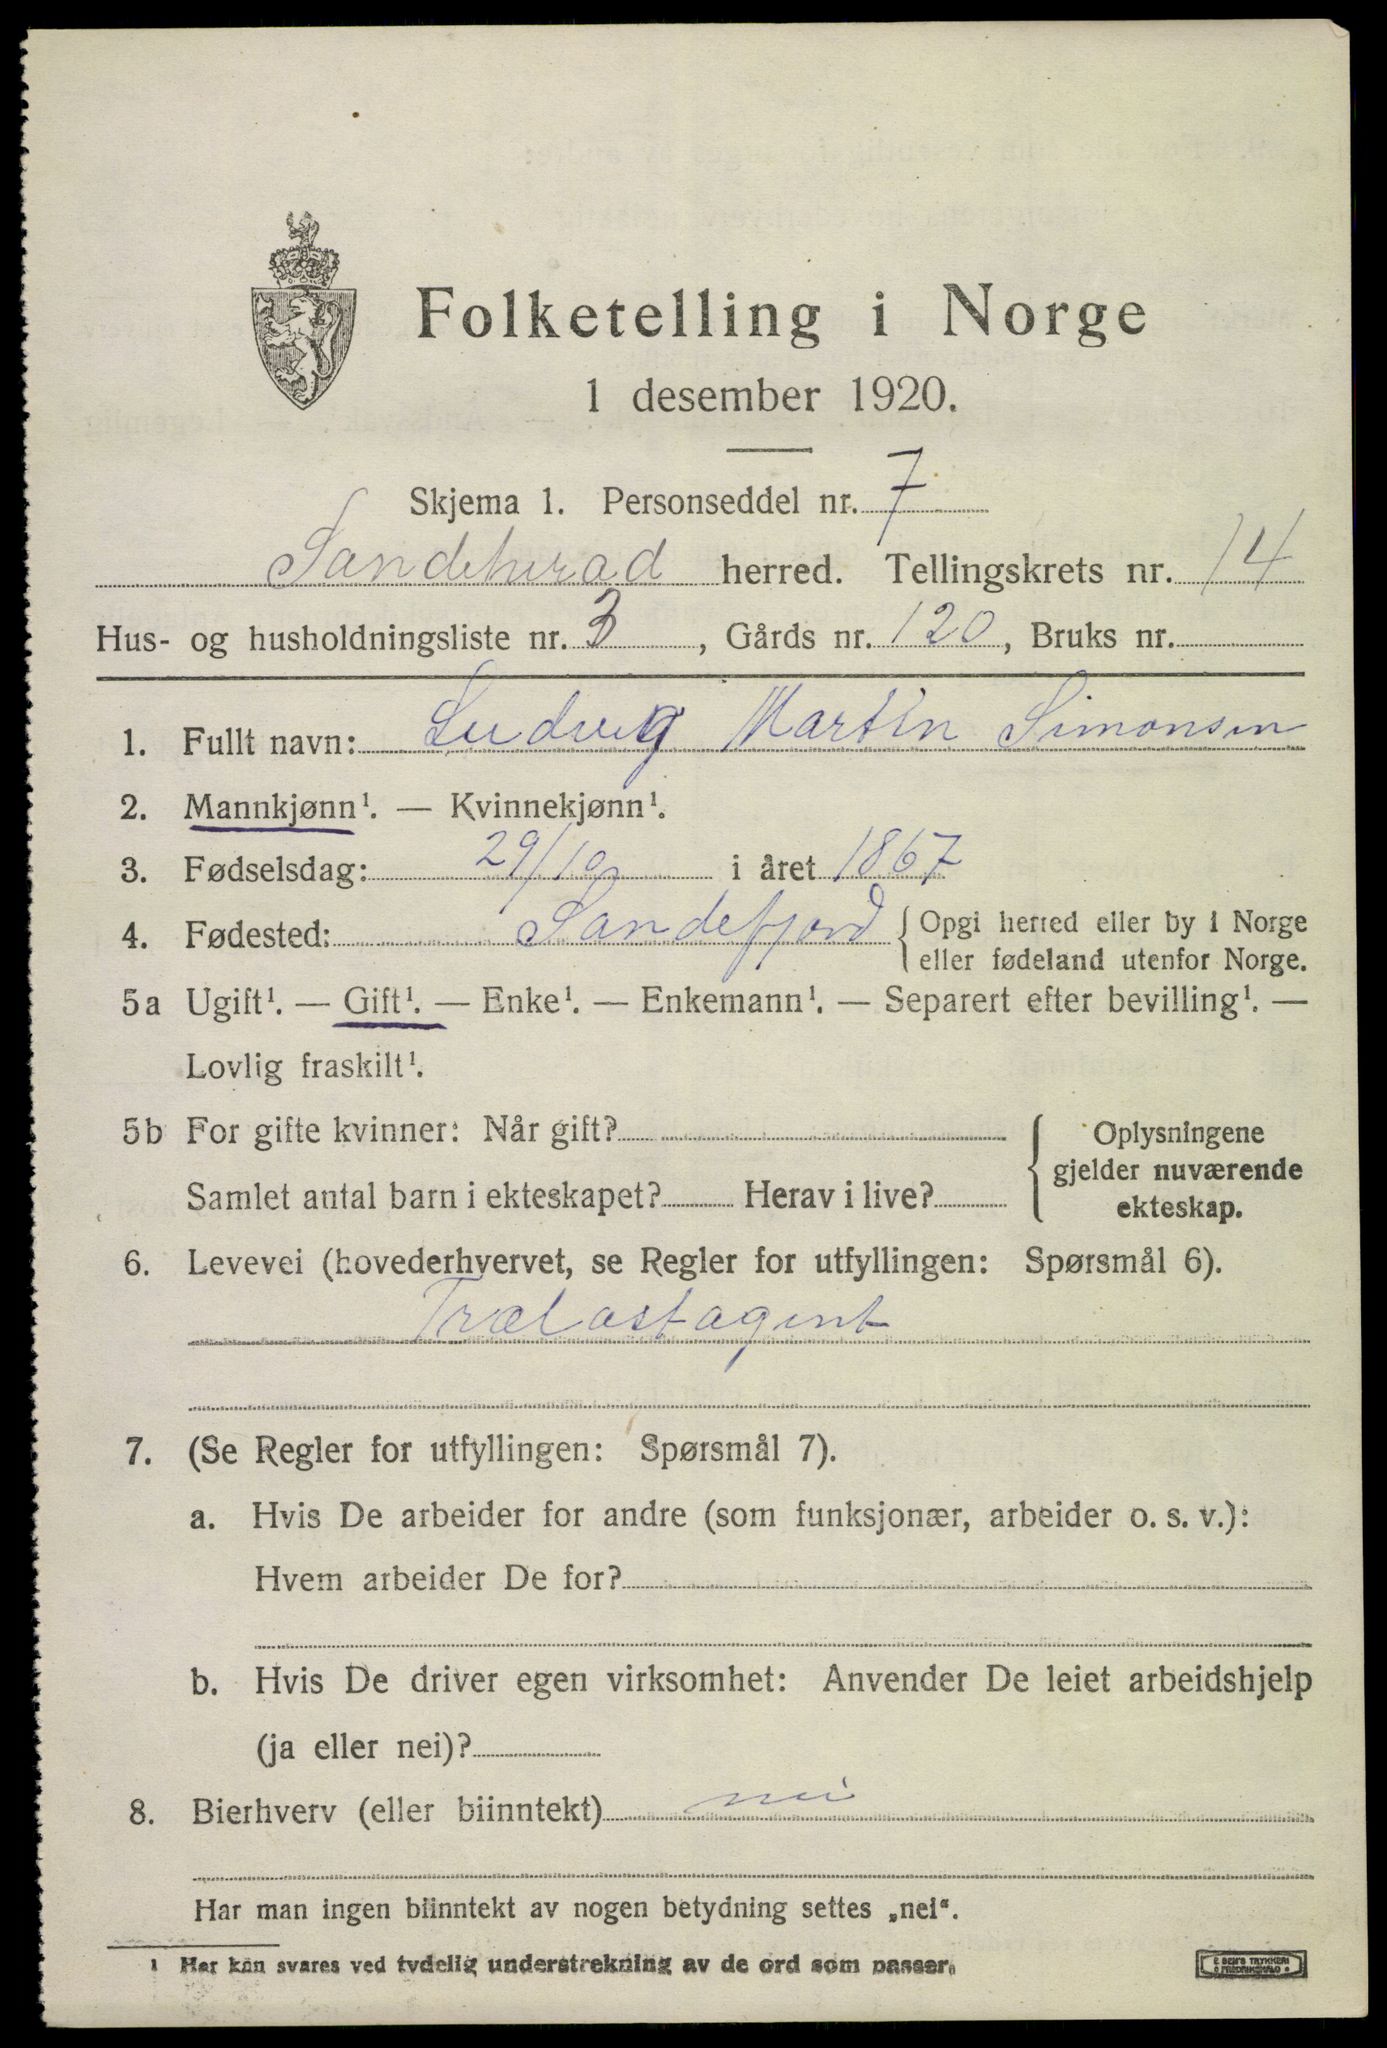 Folketelling i Norge
1 desember 1920.
Skjema 1. Personseddel nr. 7
Sandeherad herred. Tellingskrets nr. 14
Hus- og husholdningsliste nr. 3, Gårds nr. 120, Bruks nr.
1. Fullt navn: Ludvig Martin Simonsen
2. Mannkjønn¹. — Kvinnekjønn¹.
3. Fødselsdag: 29/10 i året 1867
4. Fødested: Sandefjord { Opgi herred eller by i Norge
eller fødeland utenfor Norge.
5a Ugift¹. — Gift¹. — Enke¹. — Enkemann¹. — Separert efter bevilling¹. —
Lovlig fraskilt¹.
5b For gifte kvinner: Når gift?
Samlet antal barn i ekteskapet? Herav i live?
{ Oplysningene
gjelder nuværende
ekteskap.
6. Levevei (hovederhvervet, se Regler for utfyllingen: Spørsmål 6).
Trælastagent
7. (Se Regler for utfyllingen: Spørsmål 7).
a. Hvis De arbeider for andre (som funksjonær, arbeider o. s. v.):
Hvem arbeider De for?
b. Hvis De driver egen virksomhet: Anvender De leiet arbeidshjelp
(ja eller nei)?
8. Bierhverv (eller biinntekt) nei
Har man ingen biinntekt av nogen betydning settes „nei“.
1 Her kan svares ved tydelig understrekning av de ord som passer.